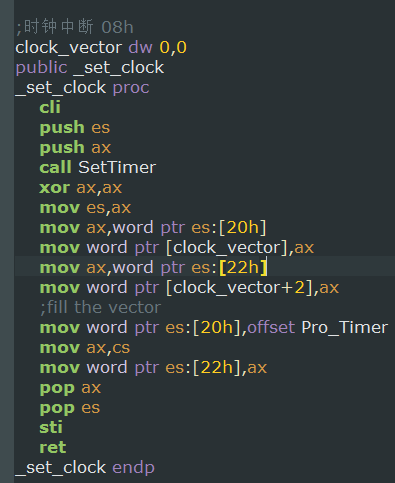 ;时钟中断 08h
clock_vector dw 0,0
public _set_clock
_set_clock proc
cli
push es
push ax
call SetTimer
xor ax,ax
mov es,ax
mov ax,word ptr es:[20h]
mov word ptr [clock_vector],ax
mov ax,word ptr es:[22h]
mov word ptr [clock_vector+2],ax
;fill the vector
mov word ptr es:[20h],offset Pro_Timer
mov ax,cs
mov word ptr es:[22h],ax
pop ax
pop es
sti
ret
_set_clock endp